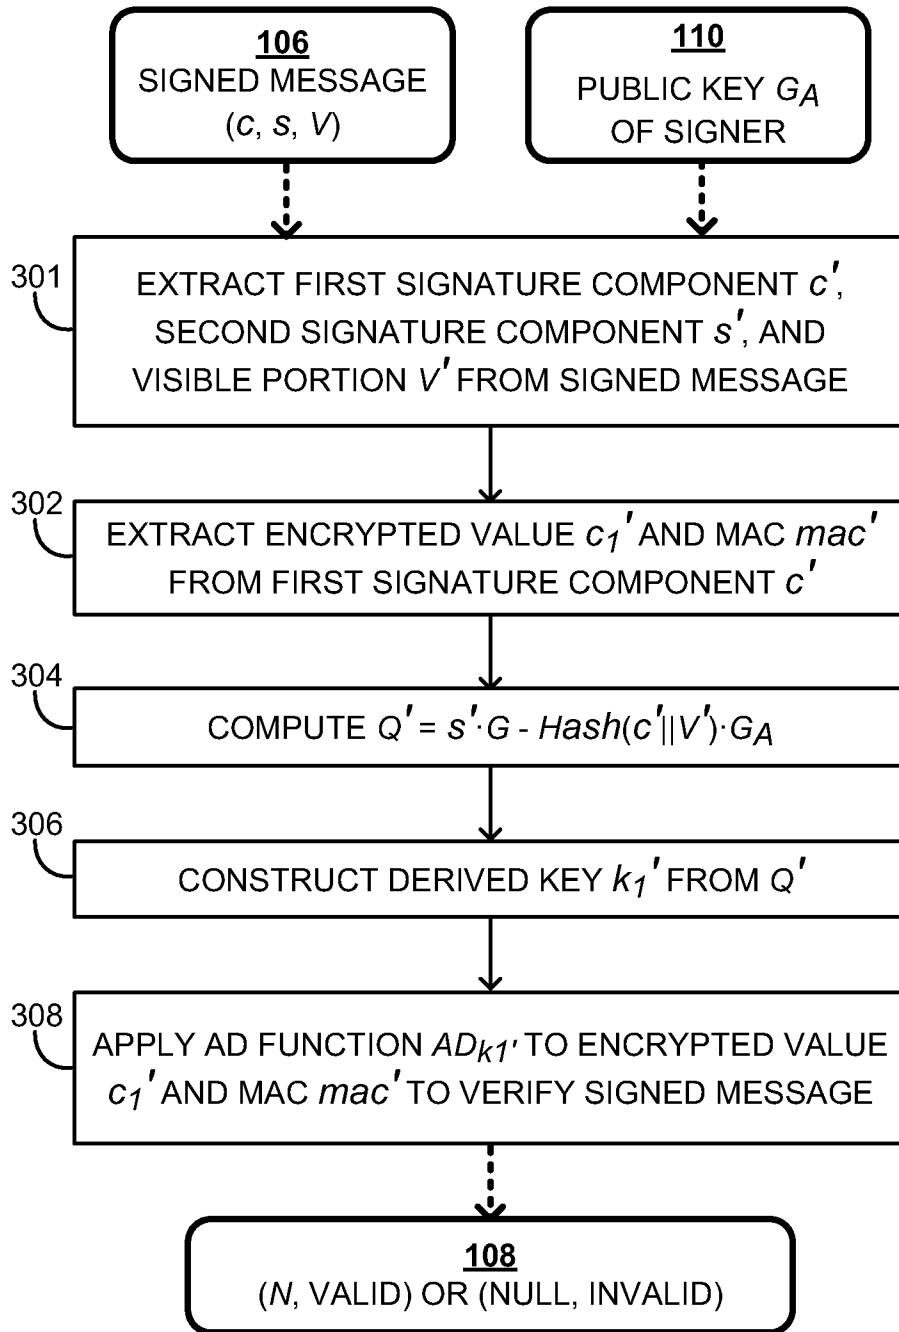 106
SIGNED MESSAGE
(c, s, V)
110
PUBLIC KEY G_A
OF SIGNER
301
EXTRACT FIRST SIGNATURE COMPONENT c′,
SECOND SIGNATURE COMPONENT s′, AND
VISIBLE PORTION V′ FROM SIGNED MESSAGE
302
EXTRACT ENCRYPTED VALUE c₁′ AND MAC mac′
FROM FIRST SIGNATURE COMPONENT c′
304
COMPUTE Q′ = s′·G - Hash(c′||V′)·G_A
306
CONSTRUCT DERIVED KEY k₁′ FROM Q′
308
APPLY AD FUNCTION AD_k1′ TO ENCRYPTED VALUE
c₁′ AND MAC mac′ TO VERIFY SIGNED MESSAGE
108
(N, VALID) OR (NULL, INVALID)